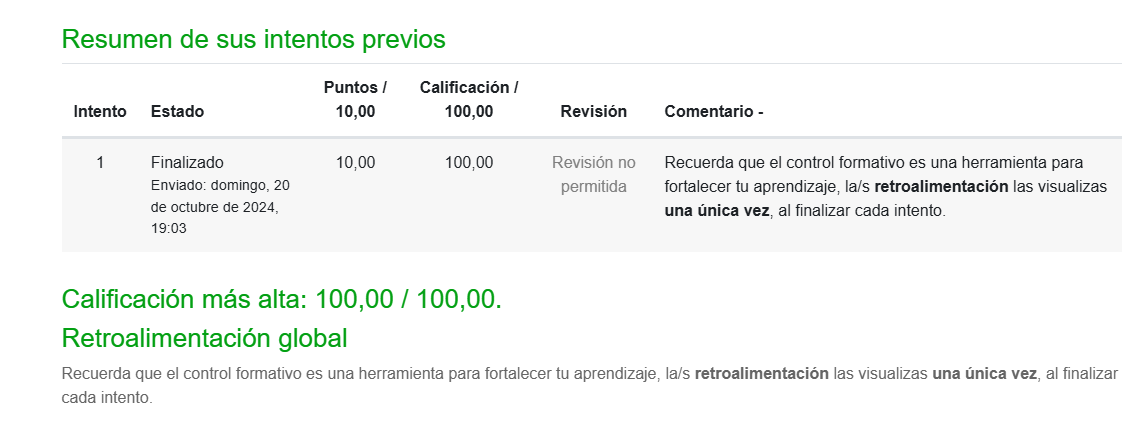 Resumen de sus intentos previos
Puntos / Calificación /
Intento Estado 10,00 100,00 Revisión Comentario -
1 Finalizado 10,00 100,00 Revisión no Recuerda que el control formativo es una herramienta para
Enviado: domingo, 20 permitida fortalecer tu aprendizaje, la/s retroalimentación las visualizas
de octubre de 2024, una única vez, al finalizar cada intento.
19:03
Calificación más alta: 100,00 / 100,00.
Retroalimentación global
Recuerda que el control formativo es una herramienta para fortalecer tu aprendizaje, la/s retroalimentación las visualizas una única vez, al finalizar
cada intento.